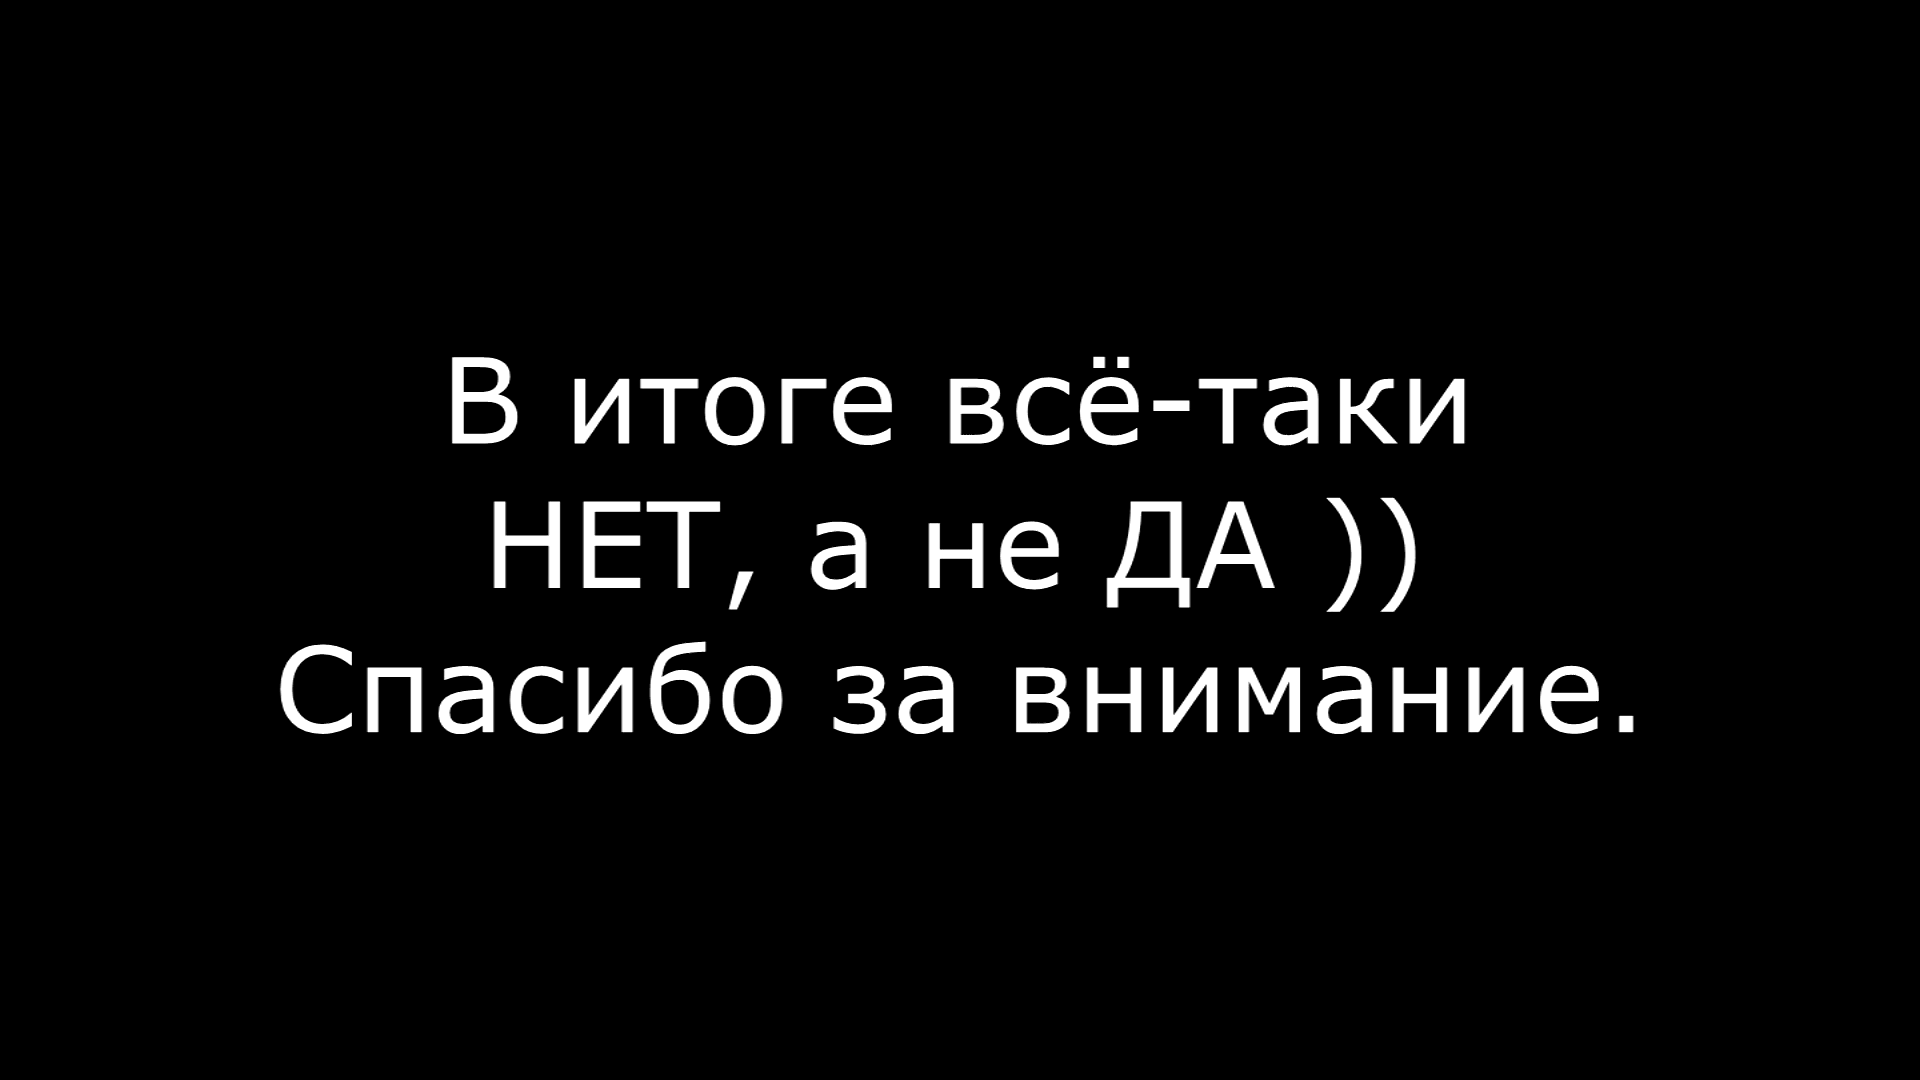 В итоге всё-таки
НЕТ, а не ДА ))
Спасибо за внимание.